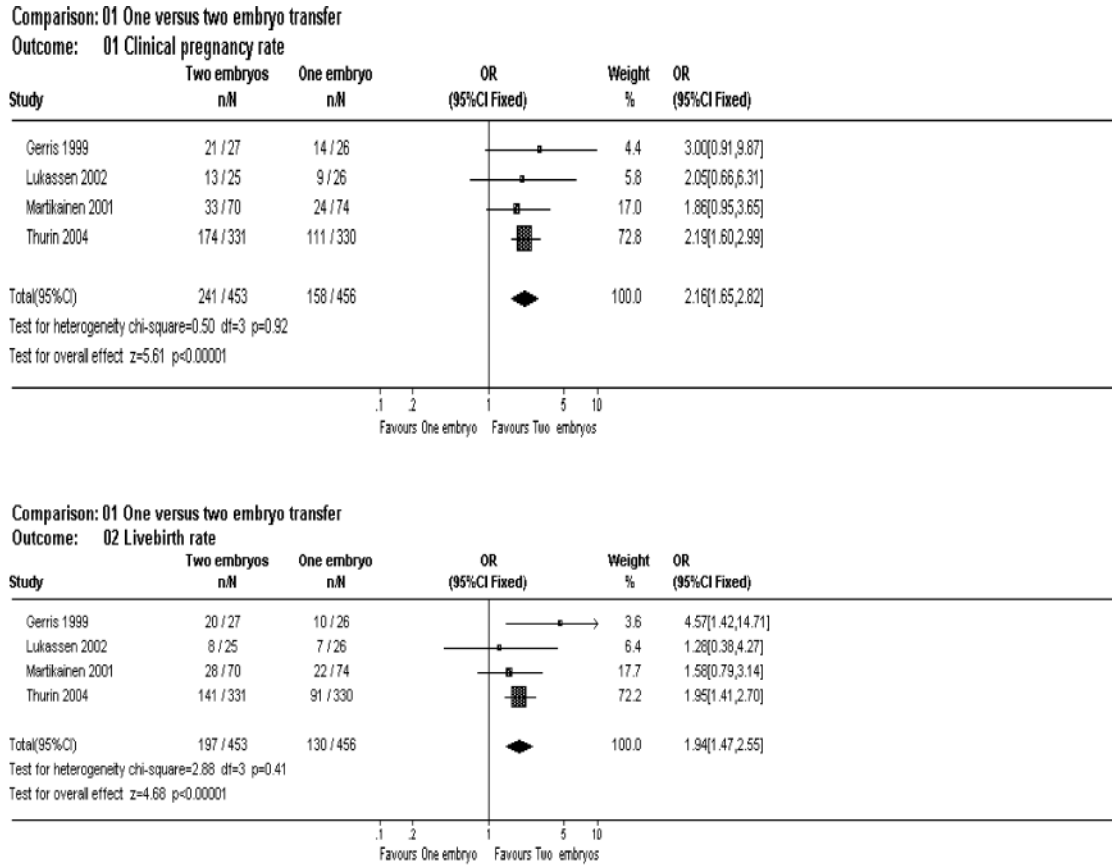 Comparison: 01 One versus two embryo transfer
Outcome: 01 Clinical pregnancy rate
Two embryos One embryo OR Weight OR
Study n/N n/N (95%CI Fixed) % (95%CI Fixed)
Gerris 1999 21 / 27 14 / 26 4.4 3.00[0.91,9.87]
Lukassen 2002 13 / 25 9 / 26 5.8 2.05[0.66,6.31]
Martikainen 2001 33 / 70 24 / 74 17.0 1.86[0.95,3.65]
Thurin 2004 174 / 331 111 / 330 72.8 2.19[1.60,2.99]
Total(95%CI) 241 / 453 158 / 456 100.0 2.16[1.65,2.82]
Test for heterogeneity chi-square=0.50 df=3 p=0.92
Test for overall effect z=5.61 p<0.00001
.1 .2 1 5 10
Favours One embryo Favours Two embryos
Comparison: 01 One versus two embryo transfer
Outcome: 02 Livebirth rate
Two embryos One embryo OR Weight OR
Study n/N n/N (95%CI Fixed) % (95%CI Fixed)
Gerris 1999 20 / 27 10 / 26 3.6 4.57[1.42,14.71]
Lukassen 2002 8 / 25 7 / 26 6.4 1.28[0.38,4.27]
Martikainen 2001 28 / 70 22 / 74 17.7 1.58[0.79,3.14]
Thurin 2004 141 / 331 91 / 330 72.2 1.95[1.41,2.70]
Total(95%CI) 197 / 453 130 / 456 100.0 1.94[1.47,2.55]
Test for heterogeneity chi-square=2.88 df=3 p=0.41
Test for overall effect z=4.68 p<0.00001
.1 .2 1 5 10
Favours One embryo Favours Two embryos